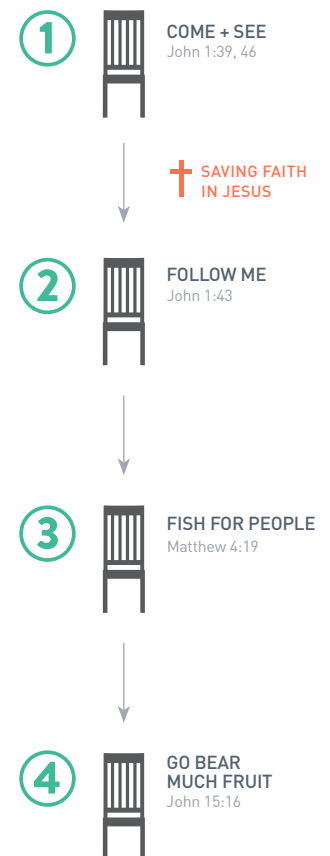 1
COME + SEE
John 1:39, 46
SAVING FAITH
IN JESUS
2
FOLLOW ME
John 1:43
3
FISH FOR PEOPLE
Matthew 4:19
4
GO BEAR
MUCH FRUIT
John 15:16